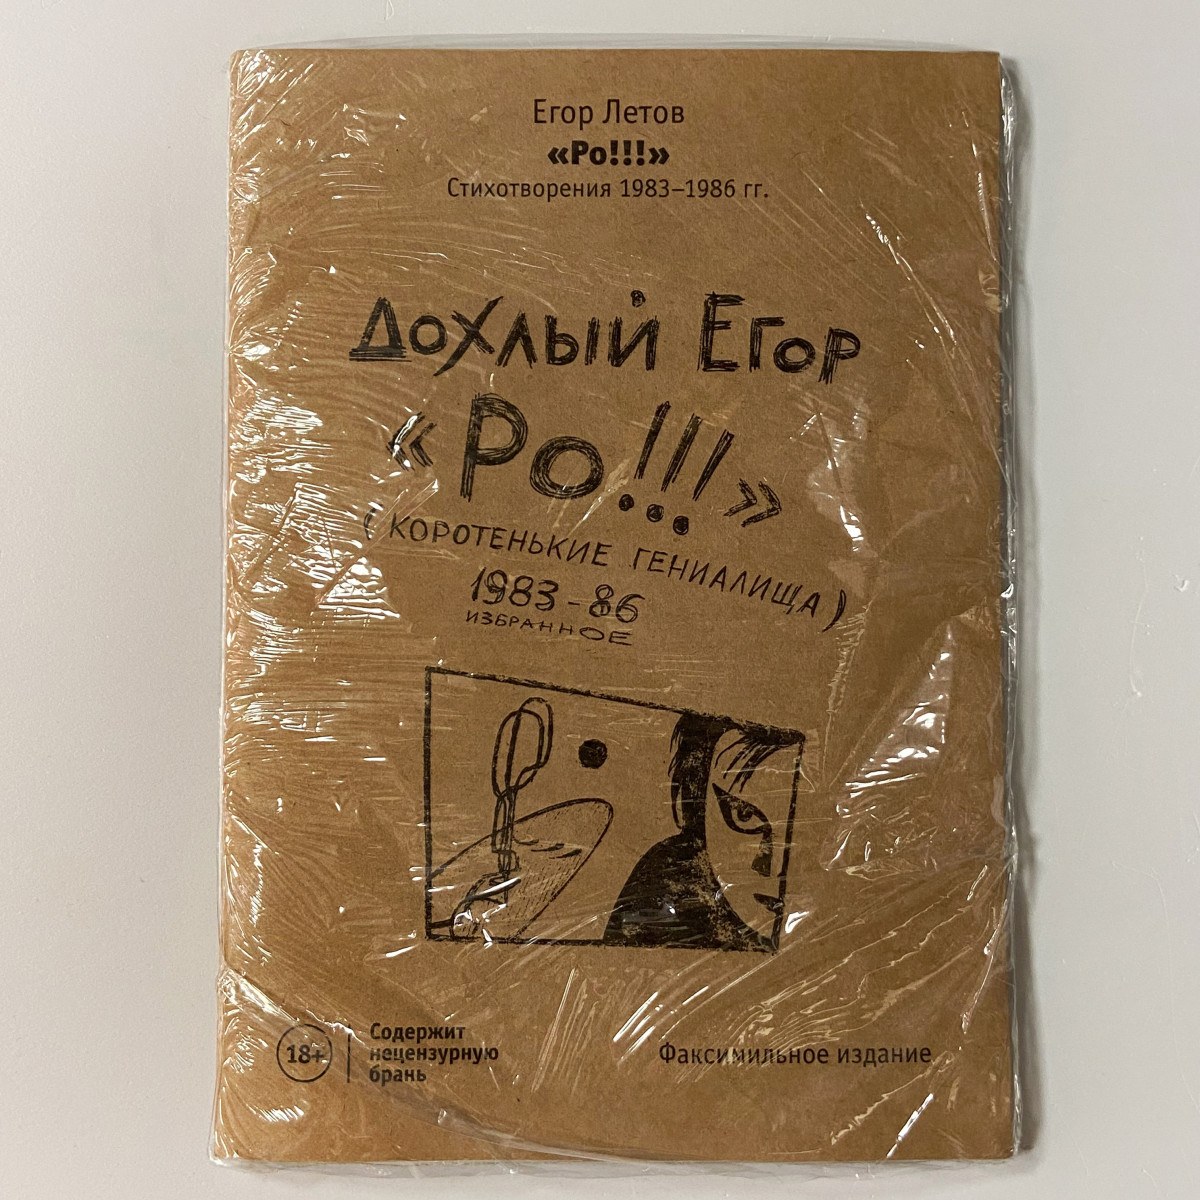 Егор Летов
«Ро!!!»
Стихотворения 1983–1986 гг.
Дохлый Егор
«Ро!!!»
(коротенькие гениалища)
1983-86
избранное
18+
Содержит
нецензурную
брань
Факсимильное издание